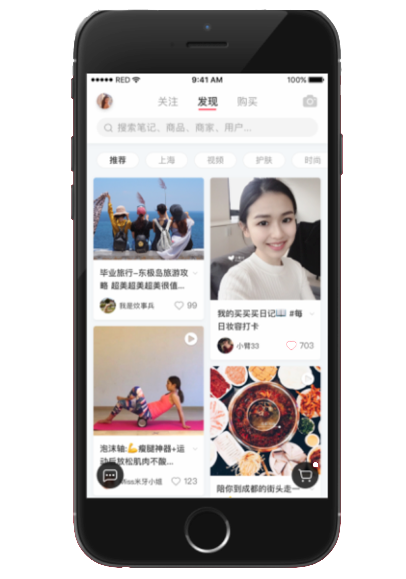 RED
9:41 AM
100%
关注
发现
购买
搜索笔记、商品、商家、用户...
推荐
上海
视频
护肤
时尚
毕业旅行-东极岛旅游攻
略 超美超美超美很值...
我是炊事兵
99
我的买买买日记📖 #每
日妆容打卡
小臂33
703
泡沫轴:💪瘦腿神器+运
动后放松肌肉不酸...
iss米牙小姐
123
陪你到成都的街头走一